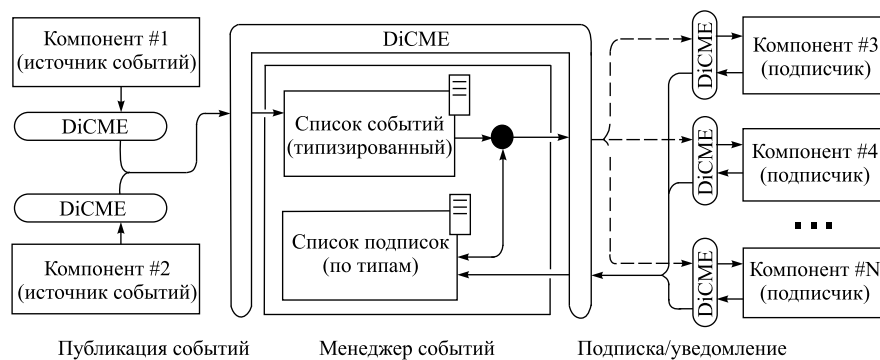 Компонент #1
(источник событий)
DiCME
DiCME
Компонент #2
(источник событий)
Публикация событий
DiCME
Список событий
(типизированный)
Список подписок
(по типам)
Менеджер событий
DiCME
Компонент #3
(подписчик)
DiCME
Компонент #4
(подписчик)
DiCME
Компонент #N
(подписчик)
Подписка/уведомление